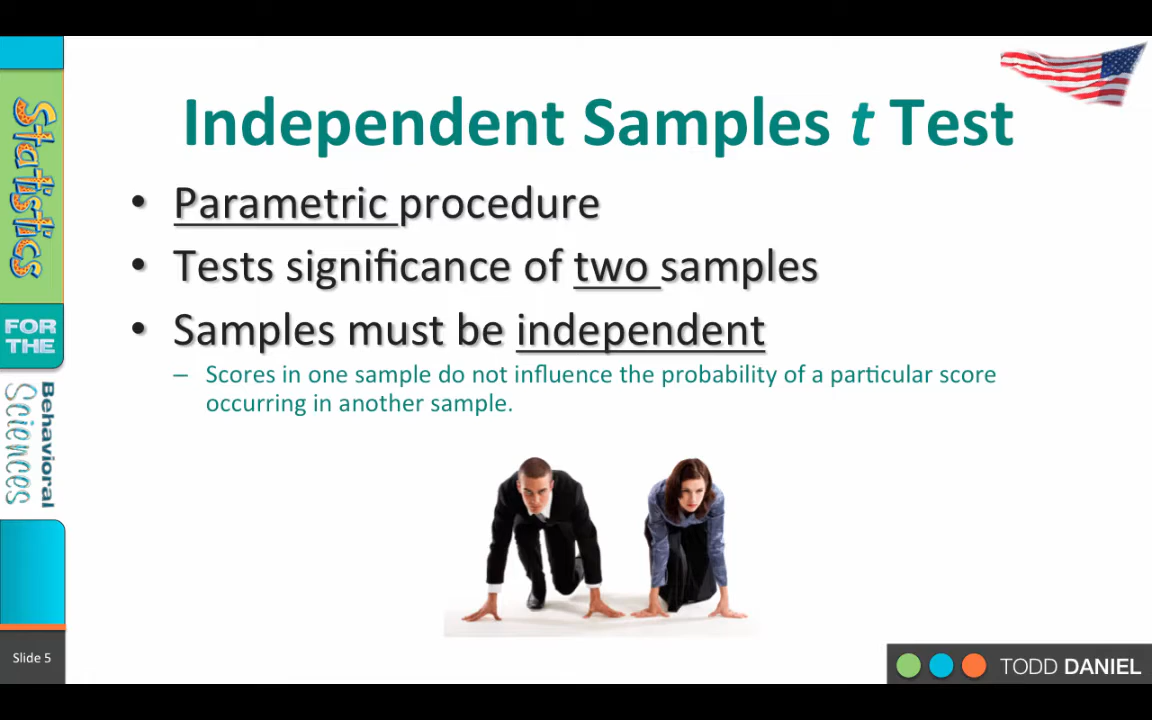 Independent Samples t Test
• Parametric procedure
• Tests significance of two samples
• Samples must be independent
– Scores in one sample do not influence the probability of a particular score
occurring in another sample.
Statistics
FOR
THE
Behavioral
Sciences
Slide 5
TODD DANIEL